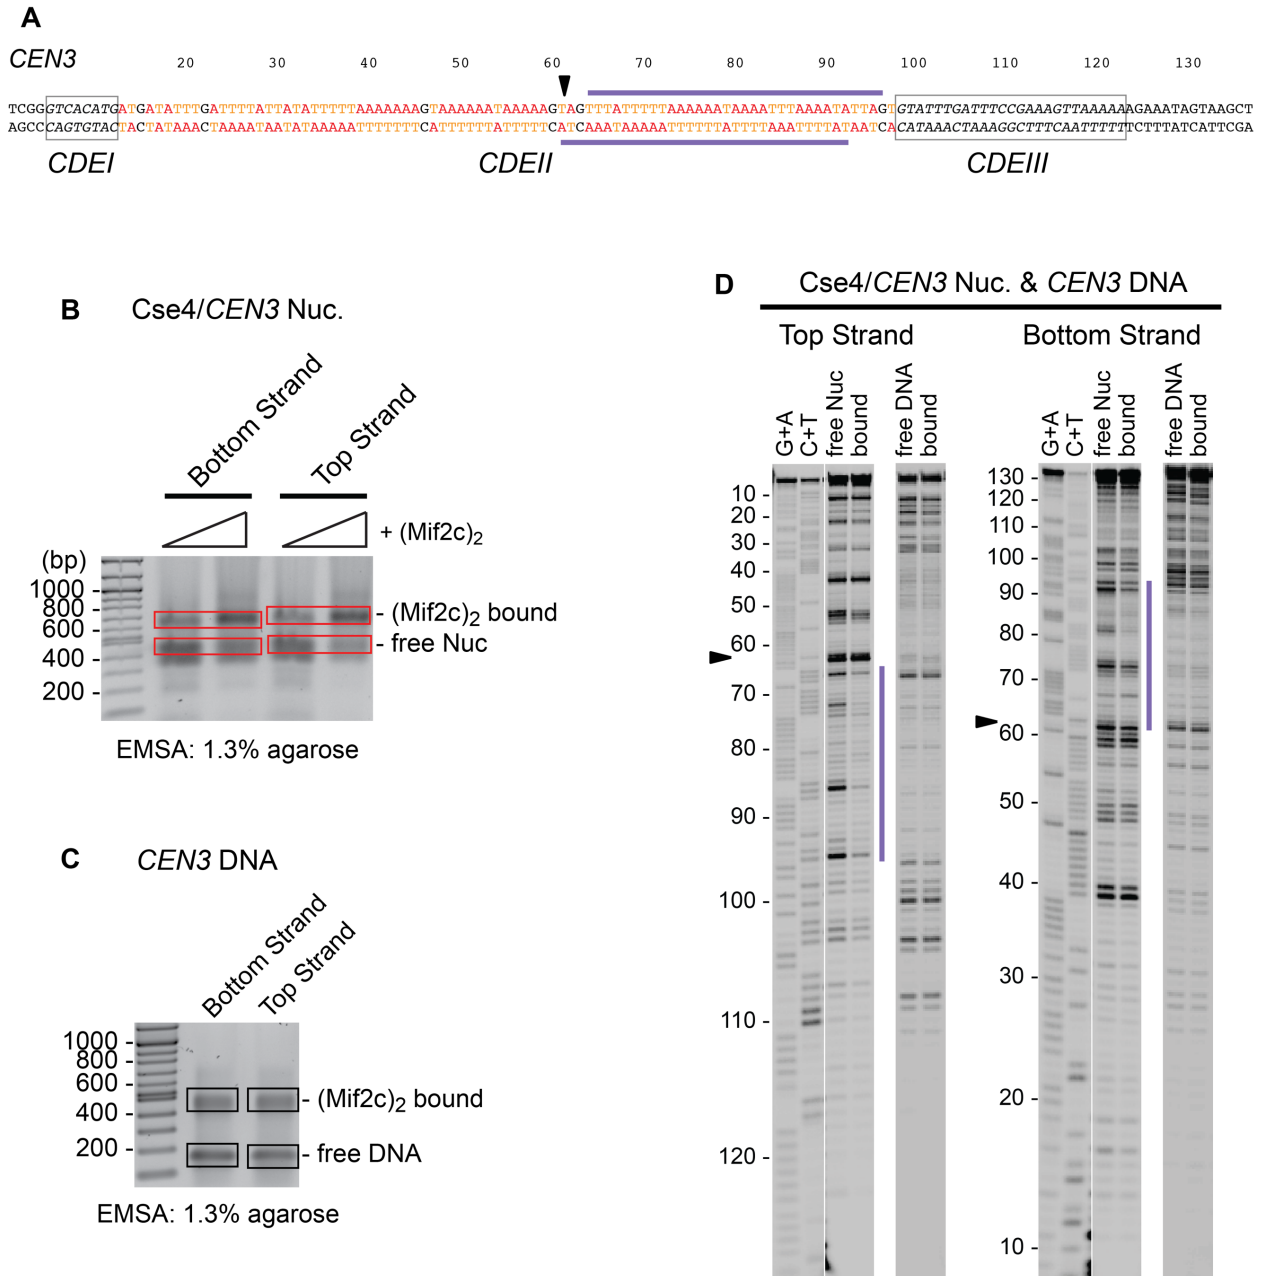 A
CEN3 20 30 40 50 60 70 80 90 100 110 120 130
TCGGGTCACATGATGATATTTGATTTTATTATATTTTTAAAAAAAGTAAAAAATAAAAAGTAGTTTATTTTTAAAAAATAAAATTTAAAATATTAGTGTATTTGATTTCCGAAAGTTAAAAAAGAAATAGTAAGCT
AGCCCAGTGTACTACTATAAACTAAAATAATATAAAAATTTTTTTCATTTTTTATTTTTCATCAAATAAAAATTTTTTATTTTAAATTTTATAATCACATAAACTAAAGGCTTTCAATTTTTTCTTTATCATTCGA
CDEI CDEII CDEIII
B Cse4/CEN3 Nuc.
Bottom Strand
Top Strand
+ (Mif2c)2
(bp)
1000 -
800 -
600 -
400 -
200 -
- (Mif2c)2 bound
- free Nuc
EMSA: 1.3% agarose
C CEN3 DNA
Bottom Strand
Top Strand
1000 -
800 -
600 -
400 -
200 -
- (Mif2c)2 bound
- free DNA
EMSA: 1.3% agarose
D Cse4/CEN3 Nuc. & CEN3 DNA
Top Strand
G+A
C+T
free Nuc
bound
free DNA
bound
10 -
20 -
30 -
40 -
50 -
60 -
70 -
80 -
90 -
100 -
110 -
120 -
Bottom Strand
G+A
C+T
free Nuc
bound
free DNA
bound
130 -
120 -
110 -
100 -
90 -
80 -
70 -
60 -
50 -
40 -
30 -
20 -
10 -